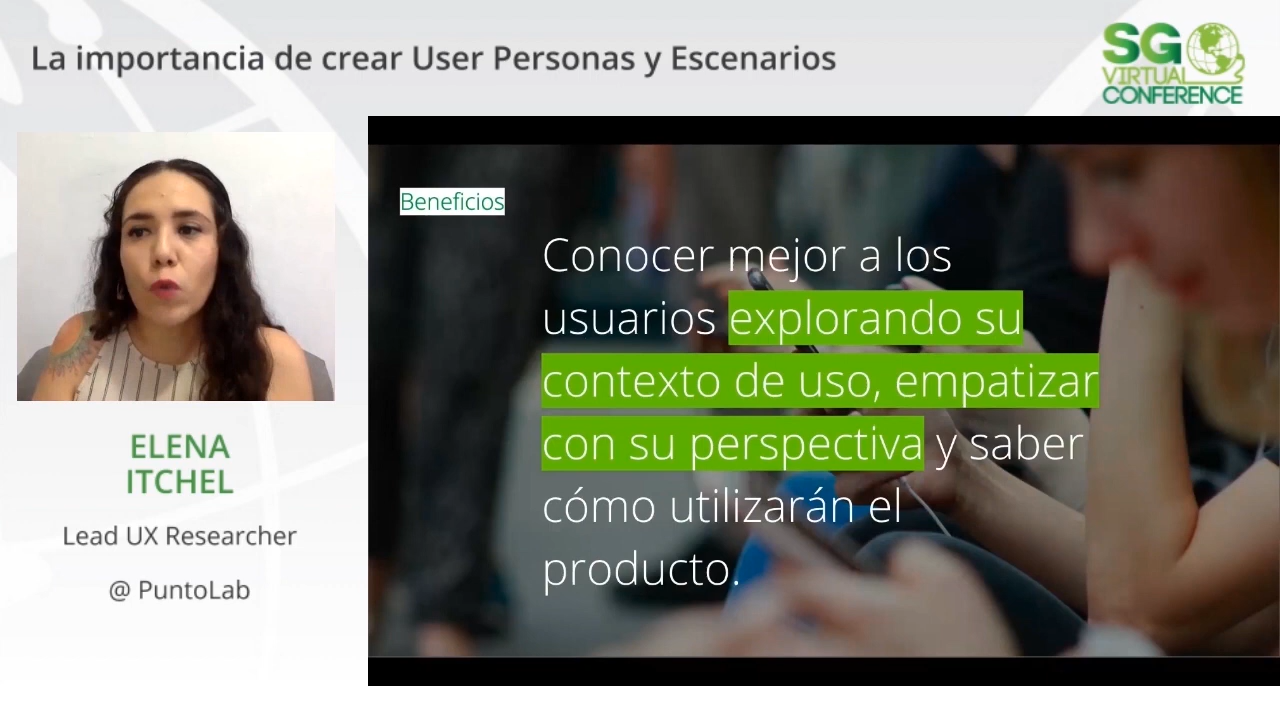 La importancia de crear User Personas y Escenarios
SG
VIRTUAL
CONFERENCE
Beneficios
Conocer mejor a los
usuarios explorando su
contexto de uso, empatizar
con su perspectiva y saber
cómo utilizarán el
producto.
ELENA
ITCHEL
Lead UX Researcher
@ PuntoLab